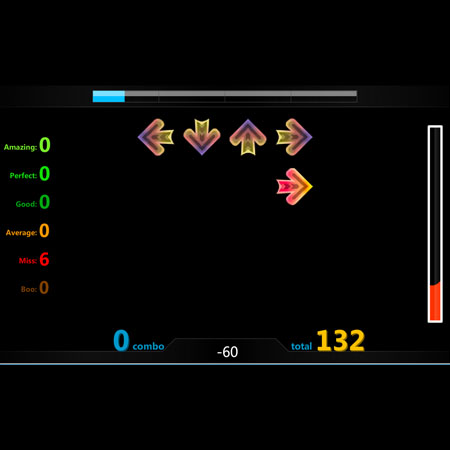 Amazing: 0
Perfect: 0
Good: 0
Average: 0
Miss: 6
Boo: 0
0 combo
-60
total 132